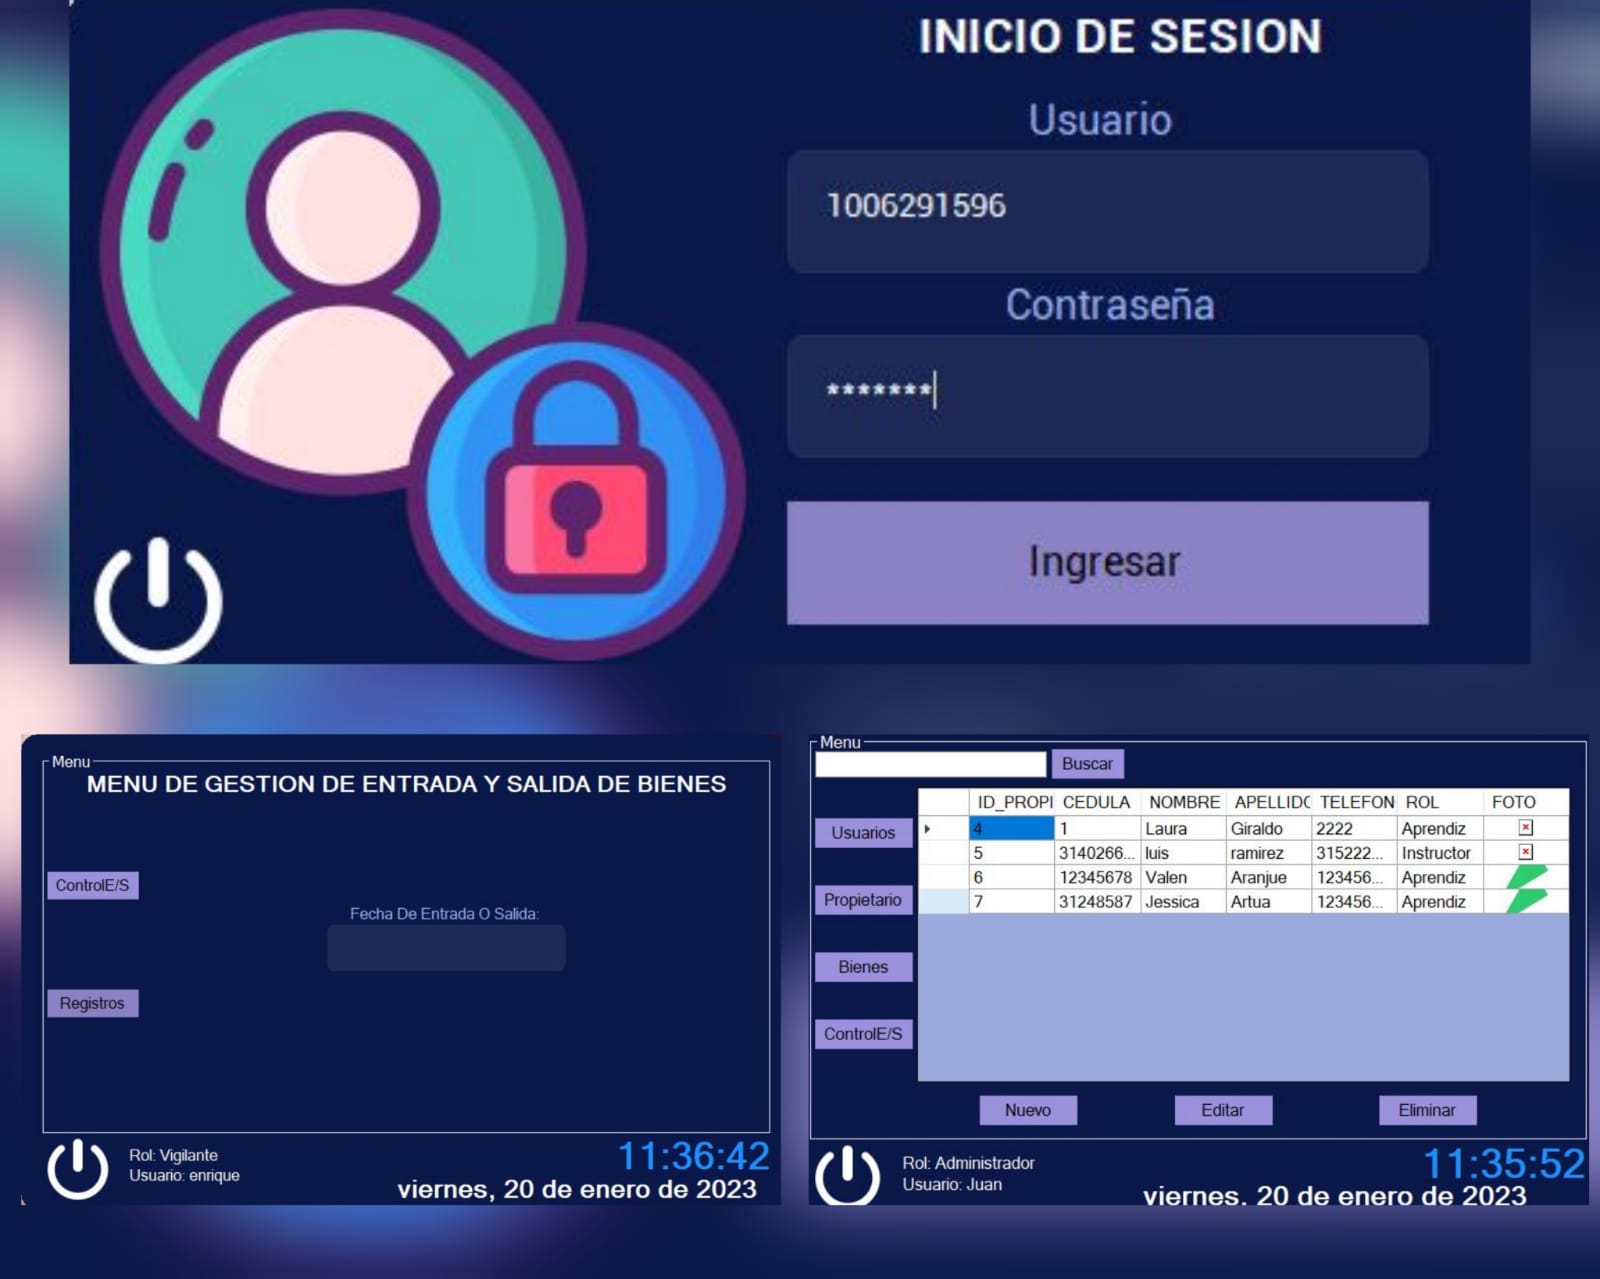 INICIO DE SESION
Usuario
1006291596
Contraseña
*******
Ingresar
Menu
MENU DE GESTION DE ENTRADA Y SALIDA DE BIENES
ControlE/S
Fecha De Entrada O Salida:
Registros
Rol: Vigilante
Usuario: enrique
11:36:42
viernes, 20 de enero de 2023
Menu
Buscar
Usuarios
Propietario
Bienes
ControlE/S
ID_PROPI CEDULA NOMBRE APELLIDO TELEFON ROL FOTO
4 1 Laura Giraldo 2222 Aprendiz
5 3140266... luis ramirez 315222... Instructor
6 12345678 Valen Aranjue 123456... Aprendiz
7 31248587 Jessica Artua 123456... Aprendiz
Nuevo Editar Eliminar
Rol: Administrador
Usuario: Juan
11:35:52
viernes. 20 de enero de 2023